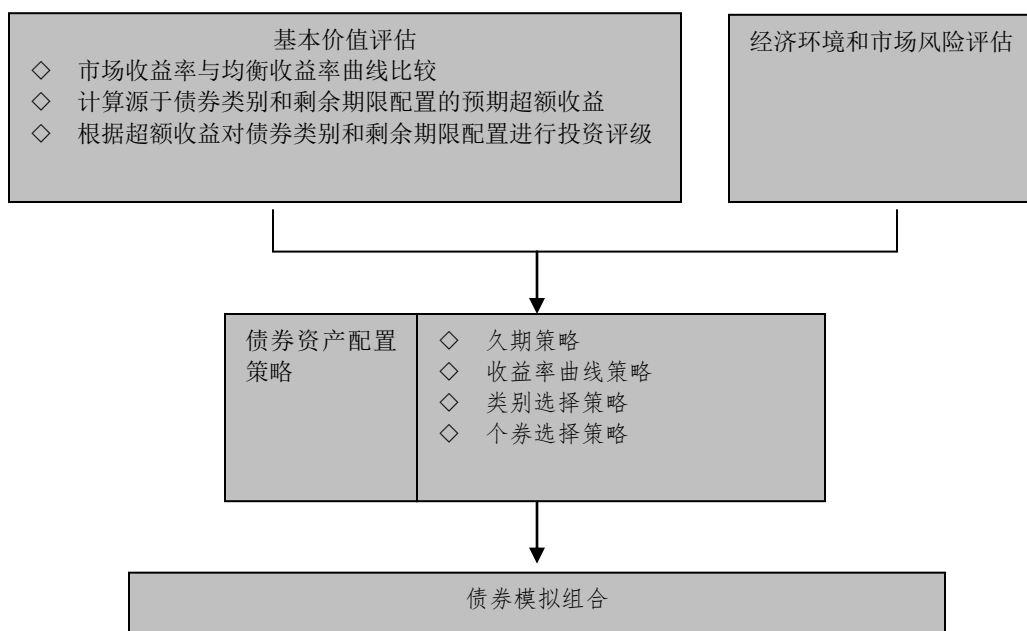 基本价值评估
◇ 市场收益率与均衡收益率曲线比较
◇ 计算源于债券类别和剩余期限配置的预期超额收益
◇ 根据超额收益对债券类别和剩余期限配置进行投资评级
经济环境和市场风险评估
债券资产配置
策略
◇ 久期策略
◇ 收益率曲线策略
◇ 类别选择策略
◇ 个券选择策略
债券模拟组合